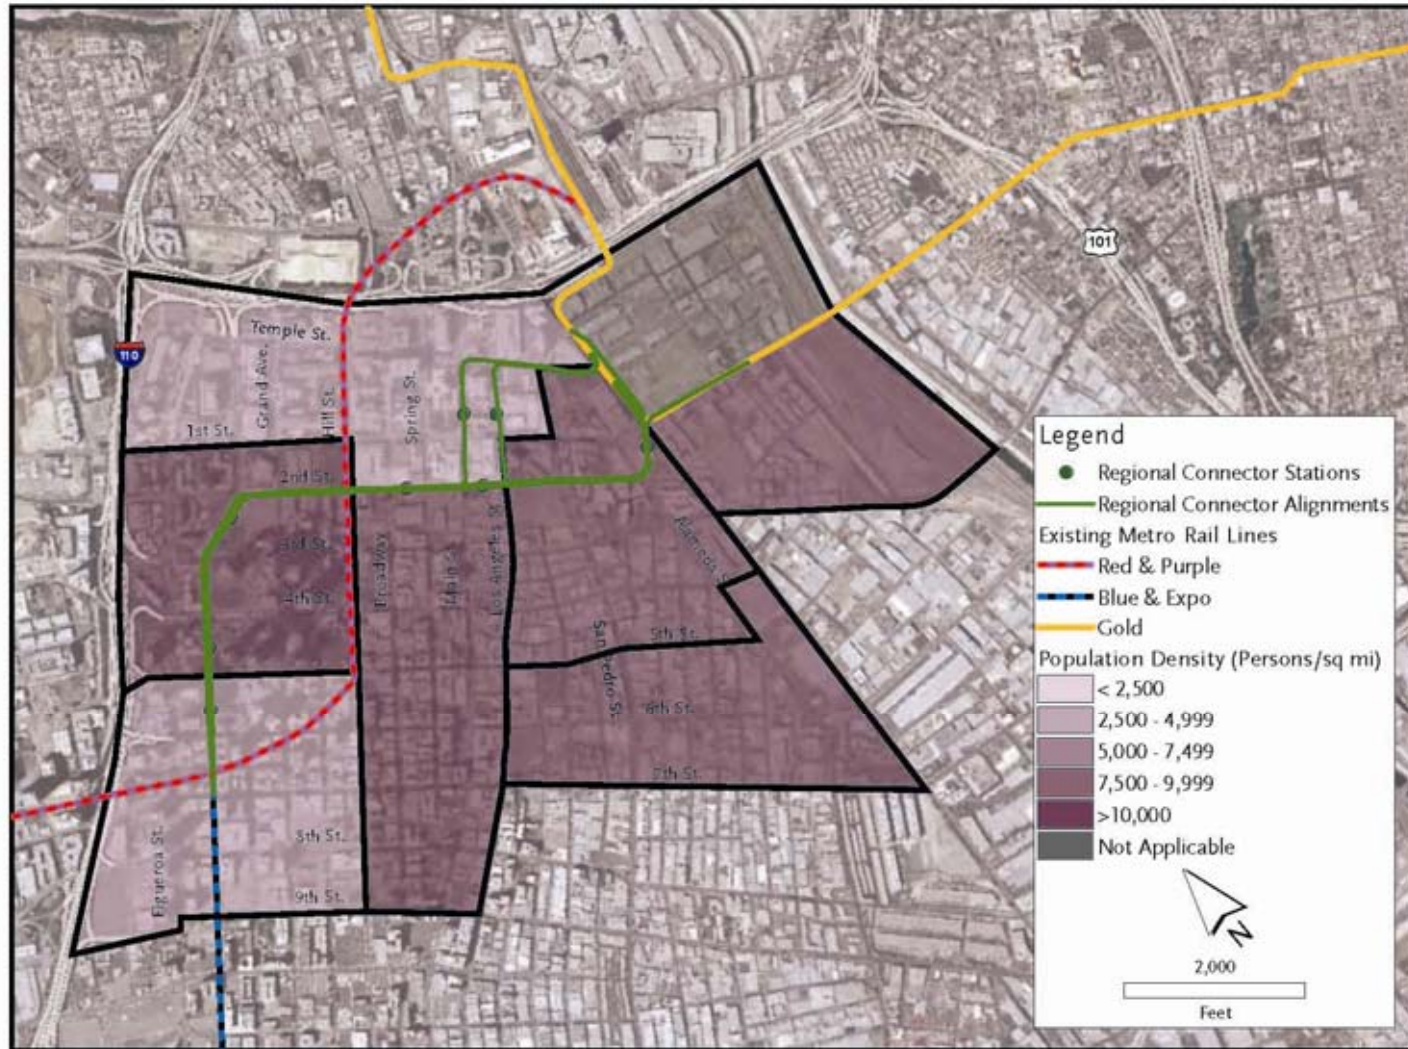 101
110
Temple St.
Grand Ave.
Hill St.
Spring St.
1st St.
2nd St.
3rd St.
4th St.
Broadway
Main St.
Los Angeles St.
Alameda St.
5th St.
San Pedro St.
6th St.
7th St.
8th St.
9th St.
Figueroa St.
Legend
Regional Connector Stations
Regional Connector Alignments
Existing Metro Rail Lines
Red & Purple
Blue & Expo
Gold
Population Density (Persons/sq mi)
< 2,500
2,500 - 4,999
5,000 - 7,499
7,500 - 9,999
>10,000
Not Applicable
N
2,000
Feet